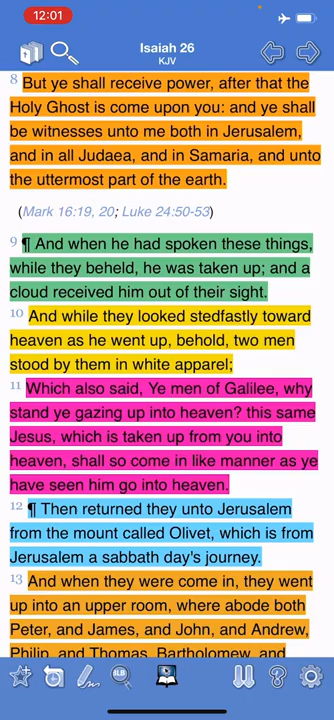 12:01
Isaiah 26
KJV
8 But ye shall receive power, after that the
Holy Ghost is come upon you: and ye shall
be witnesses unto me both in Jerusalem,
and in all Judaea, and in Samaria, and unto
the uttermost part of the earth.
(Mark 16:19, 20; Luke 24:50-53)
9 ¶ And when he had spoken these things,
while they beheld, he was taken up; and a
cloud received him out of their sight.
10 And while they looked stedfastly toward
heaven as he went up, behold, two men
stood by them in white apparel;
11 Which also said, Ye men of Galilee, why
stand ye gazing up into heaven? this same
Jesus, which is taken up from you into
heaven, shall so come in like manner as ye
have seen him go into heaven.
12 ¶ Then returned they unto Jerusalem
from the mount called Olivet, which is from
Jerusalem a sabbath day's journey.
13 And when they were come in, they went
up into an upper room, where abode both
Peter, and James, and John, and Andrew,
Philip, and Thomas, Bartholomew, and